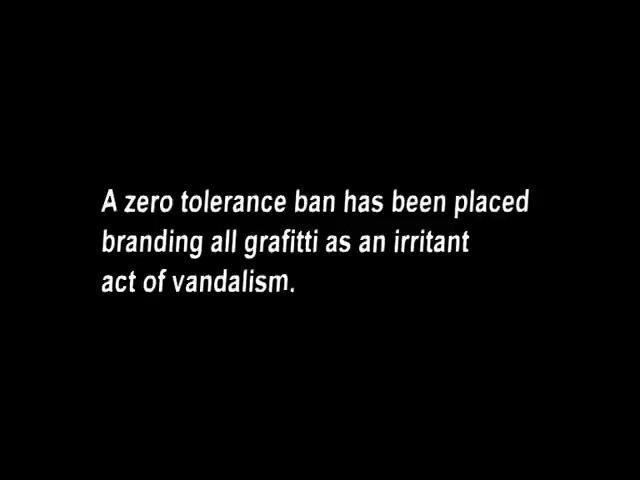 A zero tolerance ban has been placed
branding all grafitti as an irritant
act of vandalism.